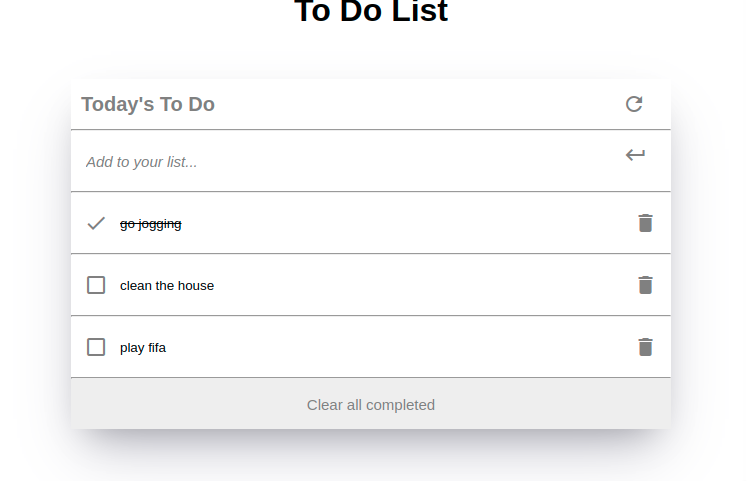 To Do List
Today's To Do
Add to your list...
go jogging
clean the house
play fifa
Clear all completed